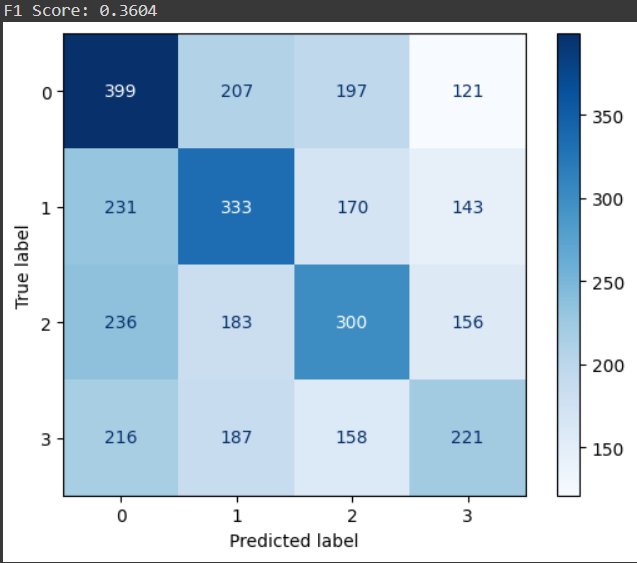 F1 Score: 0.3604
0 399 207 197 121
350
1 231 333 170 143
300
250
2 236 183 300 156
200
3 216 187 158 221
150
0 1 2 3
Predicted label
True label